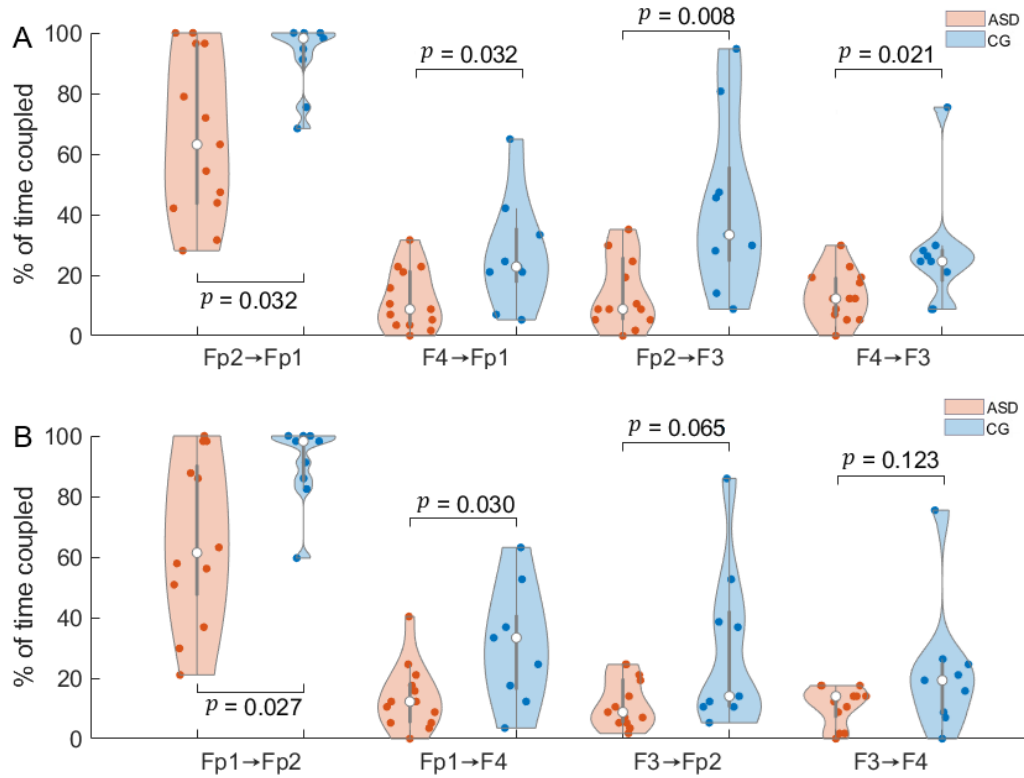 A
% of time coupled
100
80
60
40
20
0
p = 0.032
p = 0.032
p = 0.008
p = 0.021
ASD
CG
Fp2→Fp1
F4→Fp1
Fp2→F3
F4→F3
B
% of time coupled
100
80
60
40
20
0
p = 0.027
p = 0.030
p = 0.065
p = 0.123
ASD
CG
Fp1→Fp2
Fp1→F4
F3→Fp2
F3→F4